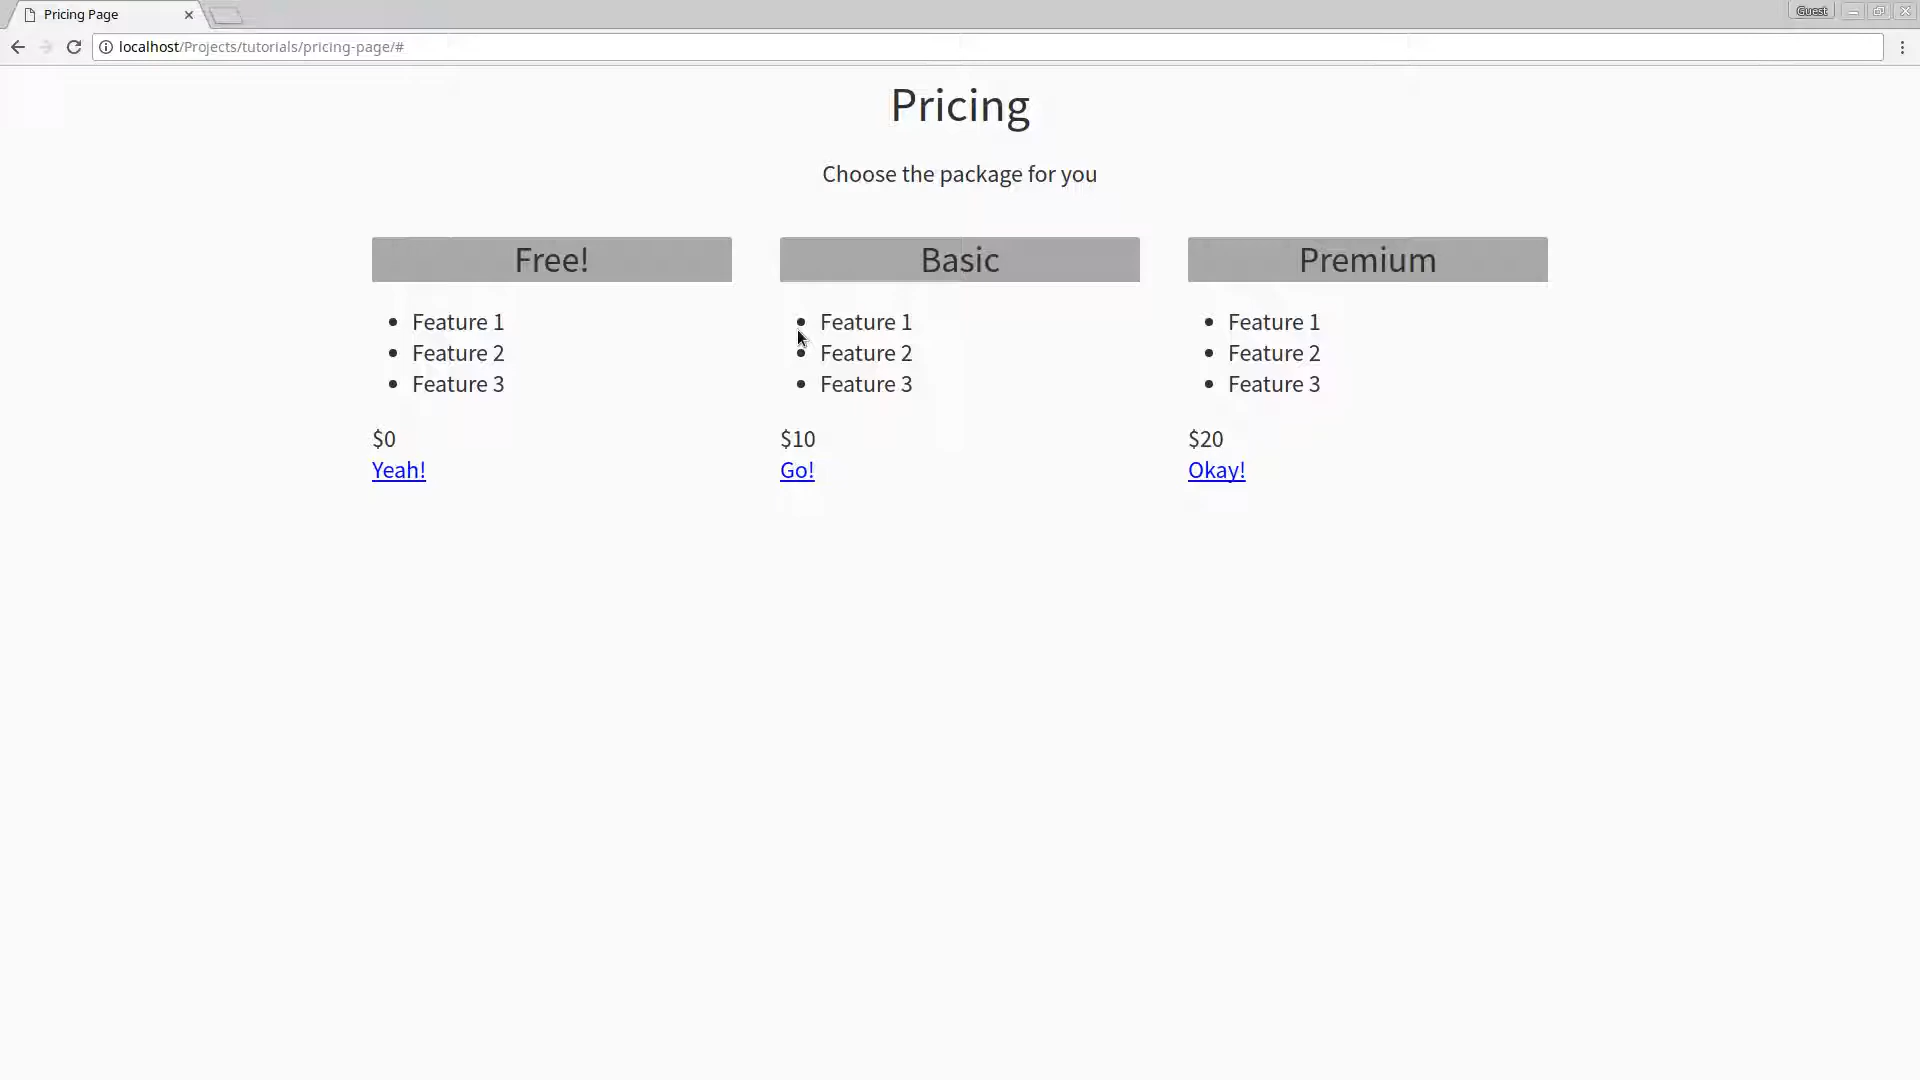 Pricing Page
Guest
localhost/Projects/tutorials/pricing-page/#
Pricing
Choose the package for you
Free!
Feature 1
Feature 2
Feature 3
$0
Yeah!
Basic
Feature 1
Feature 2
Feature 3
$10
Go!
Premium
Feature 1
Feature 2
Feature 3
$20
Okay!